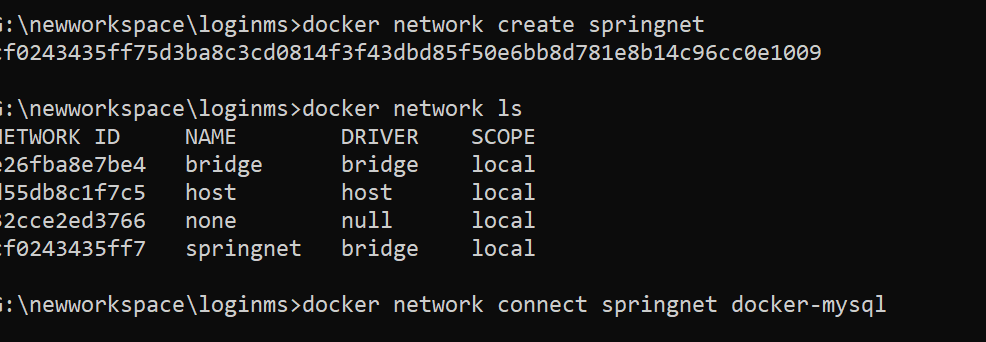 G:\newworkspace\loginms>docker network create springnet
cf0243435ff75d3ba8c3cd0814f3f43dbd85f50e6bb8d781e8b14c96cc0e1009
G:\newworkspace\loginms>docker network ls
NETWORK ID NAME DRIVER SCOPE
e26fba8e7be4 bridge bridge local
d55db8c1f7c5 host host local
32cce2ed3766 none null local
cf0243435ff7 springnet bridge local
G:\newworkspace\loginms>docker network connect springnet docker-mysql